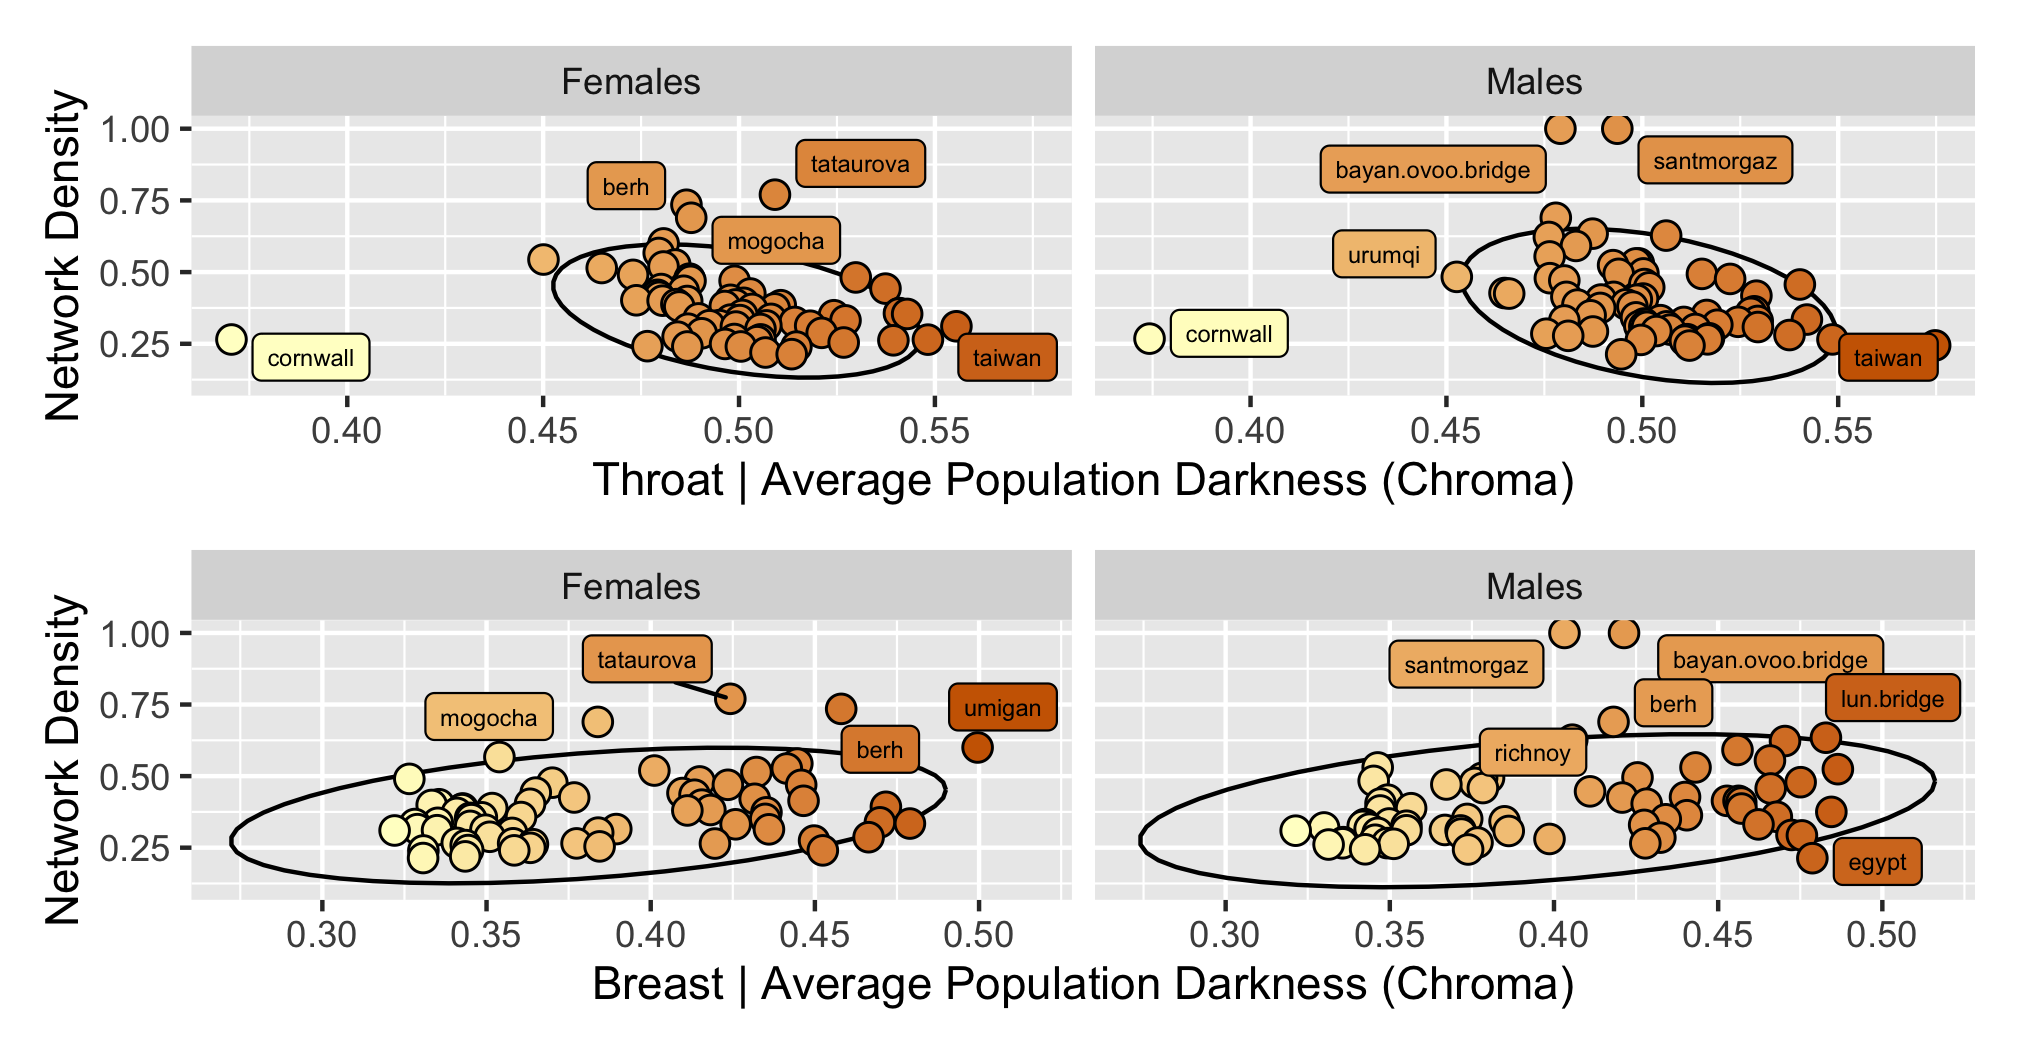 Females
Males
Network Density
1.00
0.75
0.50
0.25
berh
tataurova
mogocha
cornwall
taiwan
bayan.ovoo.bridge
santmorgaz
urumqi
cornwall
taiwan
0.40
0.45
0.50
0.55
0.40
0.45
0.50
0.55
Throat | Average Population Darkness (Chroma)
Females
Males
Network Density
1.00
0.75
0.50
0.25
tataurova
mogocha
umigan
berh
santmorgaz
bayan.ovoo.bridge
berh
lun.bridge
richnoy
egypt
0.30
0.35
0.40
0.45
0.50
0.30
0.35
0.40
0.45
0.50
Breast | Average Population Darkness (Chroma)